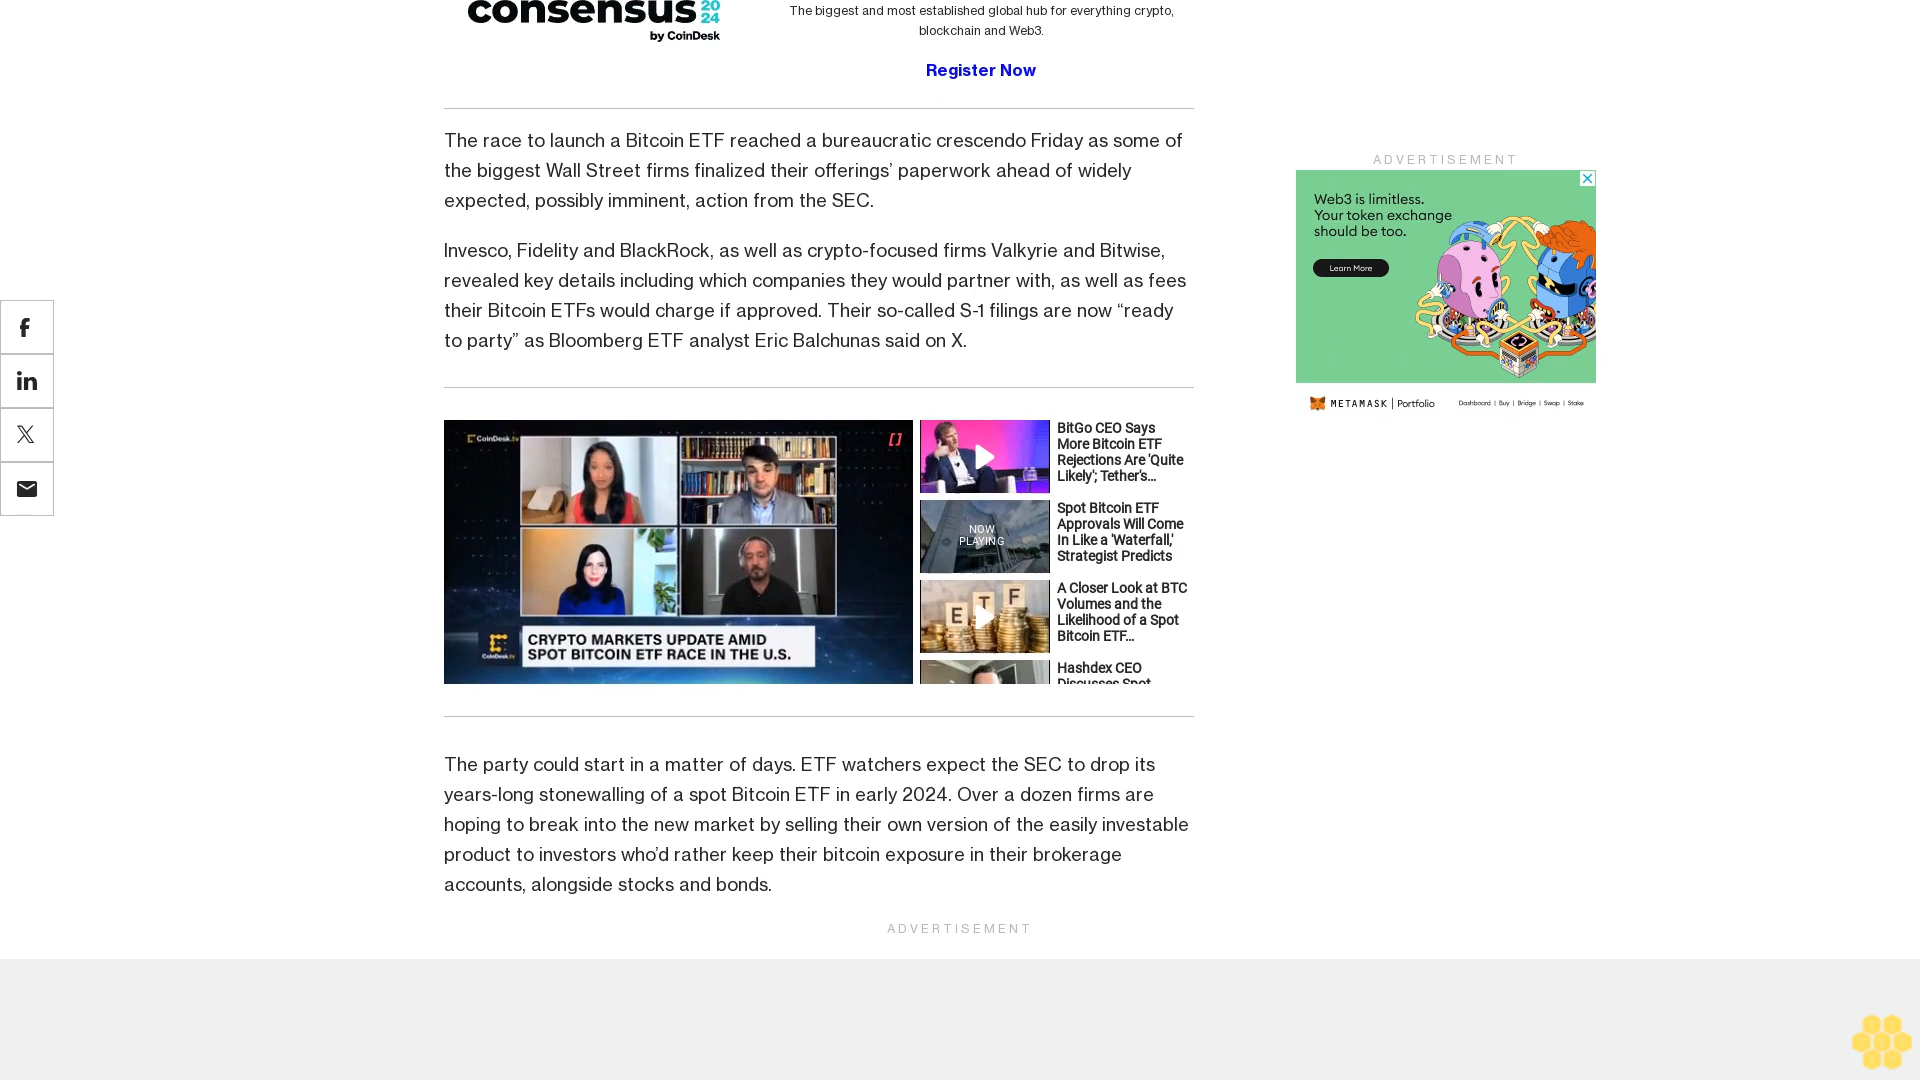 consensus 2024
by CoinDesk
The biggest and most established global hub for everything crypto,
blockchain and Web3.
Register Now
The race to launch a Bitcoin ETF reached a bureaucratic crescendo Friday as some of
the biggest Wall Street firms finalized their offerings’ paperwork ahead of widely
expected, possibly imminent, action from the SEC.
Invesco, Fidelity and BlackRock, as well as crypto-focused firms Valkyrie and Bitwise,
revealed key details including which companies they would partner with, as well as fees
their Bitcoin ETFs would charge if approved. Their so-called S-1 filings are now “ready
to party” as Bloomberg ETF analyst Eric Balchunas said on X.
CoinDesk.tv
CoinDesk.tv
CRYPTO MARKETS UPDATE AMID
SPOT BITCOIN ETF RACE IN THE U.S.
BitGo CEO Says
More Bitcoin ETF
Rejections Are 'Quite
Likely'; Tether's...
NOW
PLAYING
Spot Bitcoin ETF
Approvals Will Come
In Like a 'Waterfall,'
Strategist Predicts
ETF
A Closer Look at BTC
Volumes and the
Likelihood of a Spot
Bitcoin ETF...
Hashdex CEO
Discusses Spot
The party could start in a matter of days. ETF watchers expect the SEC to drop its
years-long stonewalling of a spot Bitcoin ETF in early 2024. Over a dozen firms are
hoping to break into the new market by selling their own version of the easily investable
product to investors who’d rather keep their bitcoin exposure in their brokerage
accounts, alongside stocks and bonds.
ADVERTISEMENT
ADVERTISEMENT
Web3 is limitless.
Your token exchange
should be too.
Learn More
METAMASK | Portfolio
Dashboard | Buy | Bridge | Swap | Stake